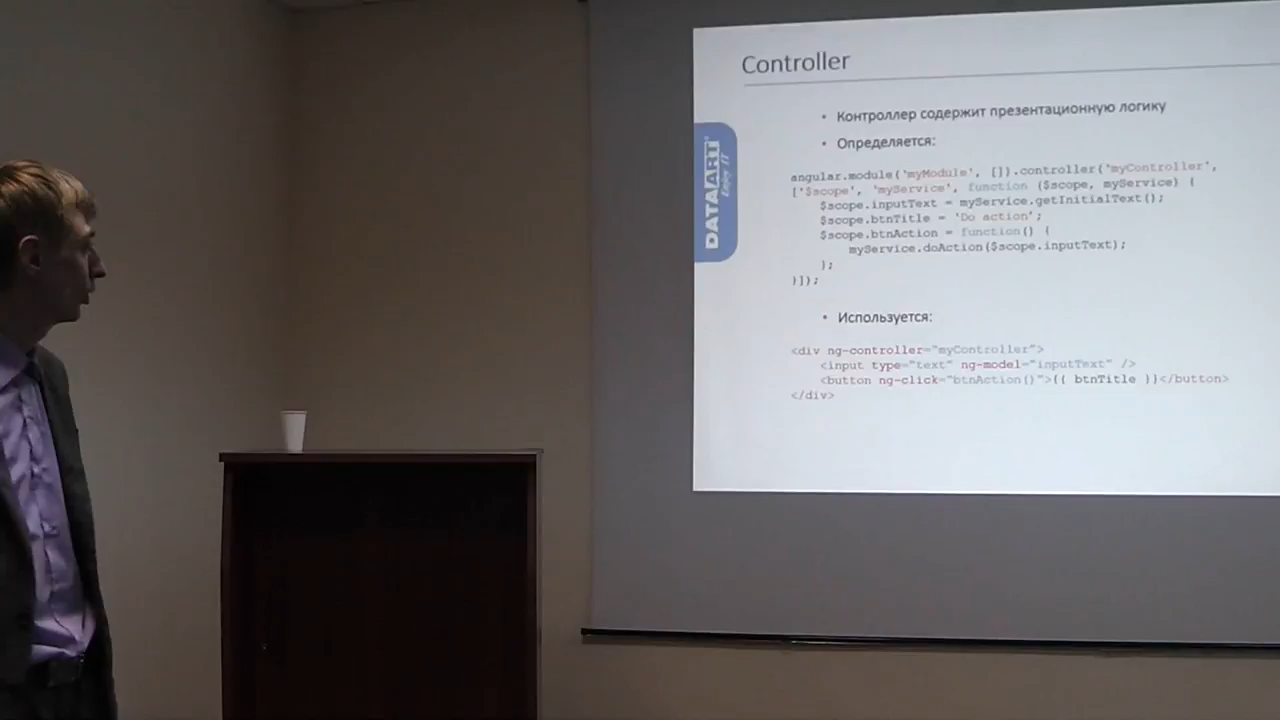 Controller
• Контроллер содержит презентационную логику
• Определяется:
angular.module('myModule', []).controller('myController',
['$scope', 'myService', function ($scope, myService) {
$scope.inputText = myService.getInitialText();
$scope.btnTitle = 'Do action';
$scope.btnAction = function() {
myService.doAction($scope.inputText);
};
}]);
• Используется:
<div ng-controller="myController">
<input type="text" ng-model="inputText" />
<button ng-click="btnAction()">{{ btnTitle }}</button>
</div>
DATAART
Enjoy IT